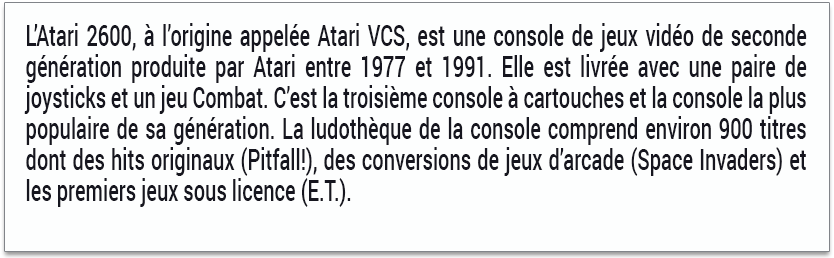 L’Atari 2600, à l’origine appelée Atari VCS, est une console de jeux vidéo de seconde
génération produite par Atari entre 1977 et 1991. Elle est livrée avec une paire de
joysticks et un jeu Combat. C’est la troisième console à cartouches et la console la plus
populaire de sa génération. La ludothèque de la console comprend environ 900 titres
dont des hits originaux (Pitfall!), des conversions de jeux d’arcade (Space Invaders) et
les premiers jeux sous licence (E.T.).